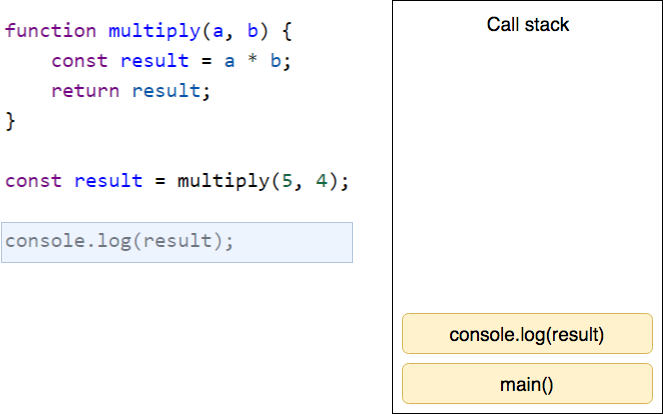 function multiply(a, b) {
    const result = a * b;
    return result;
}
const result = multiply(5, 4);
console.log(result);
Call stack
console.log(result)
main()